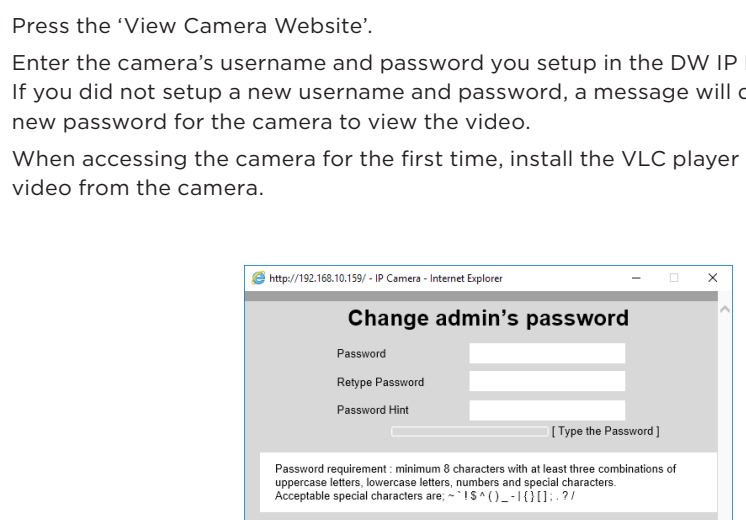 Press the ‘View Camera Website’.
Enter the camera’s username and password you setup in the DW IP
If you did not setup a new username and password, a message will
new password for the camera to view the video.
When accessing the camera for the first time, install the VLC player
video from the camera.
http://192.168.10.159/ - IP Camera - Internet Explorer
Change admin's password
Password
Retype Password
Password Hint
[ Type the Password ]
Password requirement : minimum 8 characters with at least three combinations of
uppercase letters, lowercase letters, numbers and special characters.
Acceptable special characters are; ~ ` ! $ ^ ( ) _ - | { } [ ] ; . ? /